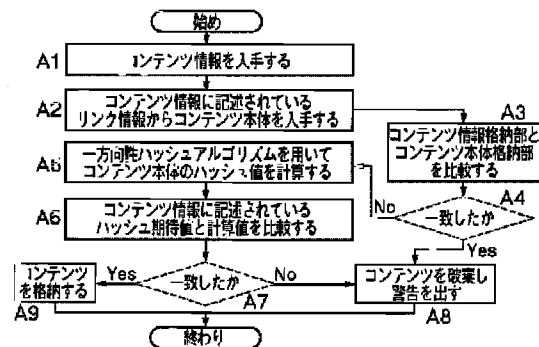 始め
A1
コンテンツ情報を入手する
A2
コンテンツ情報に記述されている
リンク情報からコンテンツ本体を入手する
A3
コンテンツ情報格納部と
コンテンツ本体格納部
を比較する
A4
一致したか
No
Yes
A5
一方向性ハッシュアルゴリズムを用いて
コンテンツ本体のハッシュ値を計算する
A6
コンテンツ情報に記述されている
ハッシュ期待値と計算値を比較する
一致したか
A7
Yes
No
コンテンツ
を格納する
A9
コンテンツを破棄し
警告を出す
A8
終わり